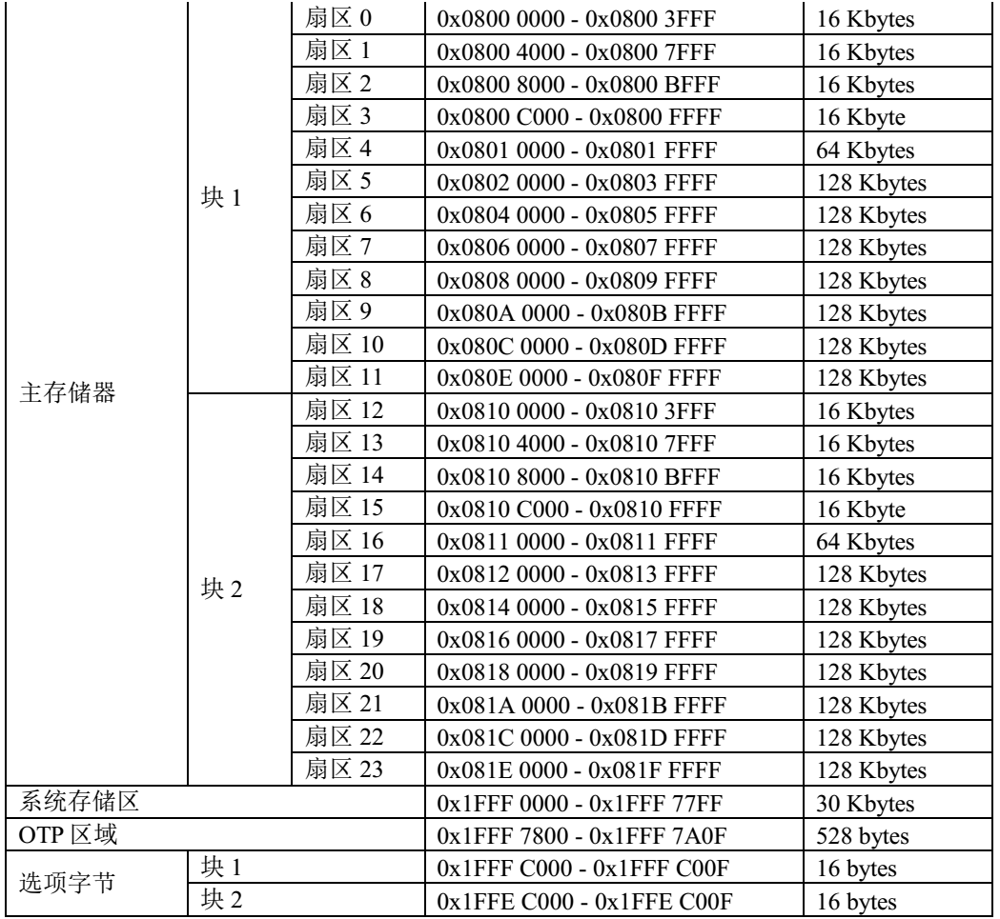 扇区 0 0x0800 0000 - 0x0800 3FFF 16 Kbytes
扇区 1 0x0800 4000 - 0x0800 7FFF 16 Kbytes
扇区 2 0x0800 8000 - 0x0800 BFFF 16 Kbytes
扇区 3 0x0800 C000 - 0x0800 FFFF 16 Kbyte
扇区 4 0x0801 0000 - 0x0801 FFFF 64 Kbytes
扇区 5 0x0802 0000 - 0x0803 FFFF 128 Kbytes
块 1
扇区 6 0x0804 0000 - 0x0805 FFFF 128 Kbytes
扇区 7 0x0806 0000 - 0x0807 FFFF 128 Kbytes
扇区 8 0x0808 0000 - 0x0809 FFFF 128 Kbytes
扇区 9 0x080A 0000 - 0x080B FFFF 128 Kbytes
扇区 10 0x080C 0000 - 0x080D FFFF 128 Kbytes
扇区 11 0x080E 0000 - 0x080F FFFF 128 Kbytes
主存储器
扇区 12 0x0810 0000 - 0x0810 3FFF 16 Kbytes
扇区 13 0x0810 4000 - 0x0810 7FFF 16 Kbytes
扇区 14 0x0810 8000 - 0x0810 BFFF 16 Kbytes
扇区 15 0x0810 C000 - 0x0810 FFFF 16 Kbyte
扇区 16 0x0811 0000 - 0x0811 FFFF 64 Kbytes
扇区 17 0x0812 0000 - 0x0813 FFFF 128 Kbytes
块 2
扇区 18 0x0814 0000 - 0x0815 FFFF 128 Kbytes
扇区 19 0x0816 0000 - 0x0817 FFFF 128 Kbytes
扇区 20 0x0818 0000 - 0x0819 FFFF 128 Kbytes
扇区 21 0x081A 0000 - 0x081B FFFF 128 Kbytes
扇区 22 0x081C 0000 - 0x081D FFFF 128 Kbytes
扇区 23 0x081E 0000 - 0x081F FFFF 128 Kbytes
系统存储区 0x1FFF 0000 - 0x1FFF 77FF 30 Kbytes
OTP 区域 0x1FFF 7800 - 0x1FFF 7A0F 528 bytes
选项字节
块 1 0x1FFF C000 - 0x1FFF C00F 16 bytes
块 2 0x1FFE C000 - 0x1FFE C00F 16 bytes